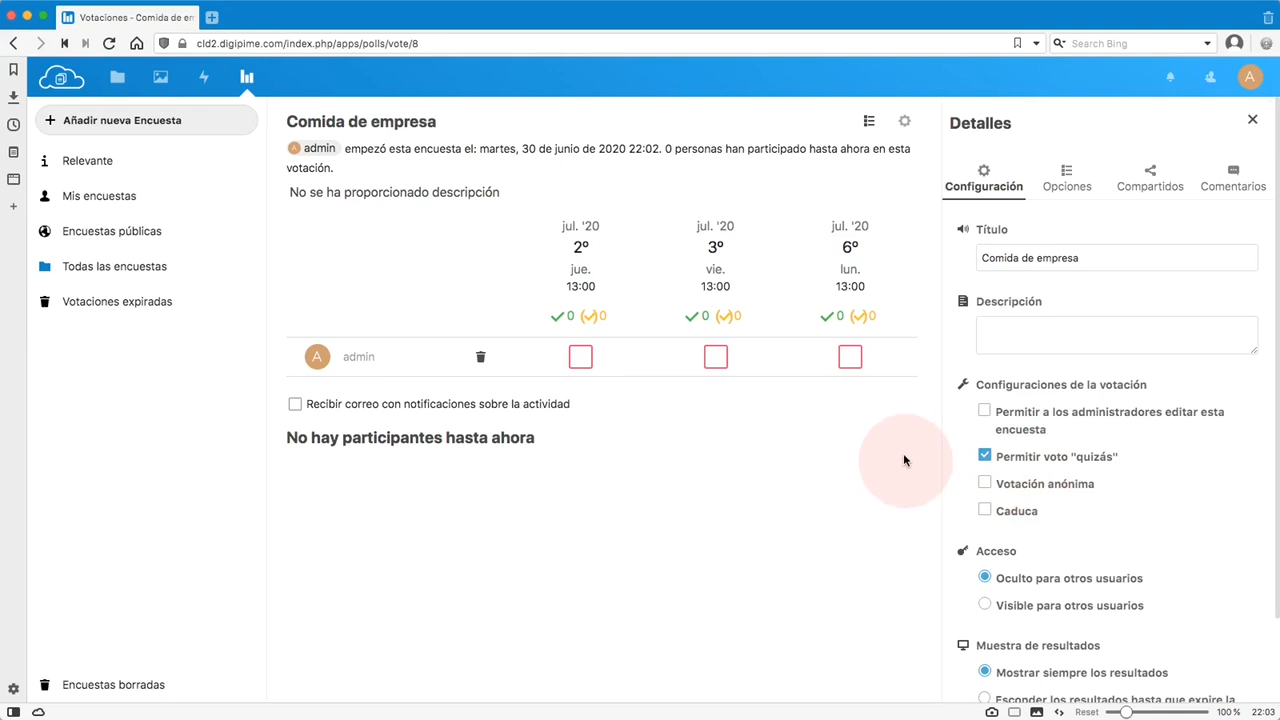 Votaciones - Comida de em
cld2.digipime.com/index.php/apps/polls/vote/8
Search Bing
A
Añadir nueva Encuesta
Relevante
Mis encuestas
Encuestas públicas
Todas las encuestas
Votaciones expiradas
Encuestas borradas
Comida de empresa
A admin empezó esta encuesta el: martes, 30 de junio de 2020 22:02. 0 personas han participado hasta ahora en esta
votación.
No se ha proporcionado descripción
jul. '20 jul. '20 jul. '20
2º 3º 6º
jue. vie. lun.
13:00 13:00 13:00
0 0 0 0 0 0
A admin
Recibir correo con notificaciones sobre la actividad
No hay participantes hasta ahora
Detalles
Configuración Opciones Compartidos Comentarios
Título
Comida de empresa
Descripción
Configuraciones de la votación
Permitir a los administradores editar esta
encuesta
Permitir voto "quizás"
Votación anónima
Caduca
Acceso
Oculto para otros usuarios
Visible para otros usuarios
Muestra de resultados
Mostrar siempre los resultados
Esconder los resultados hasta que expire la
Reset 100 % 22:03